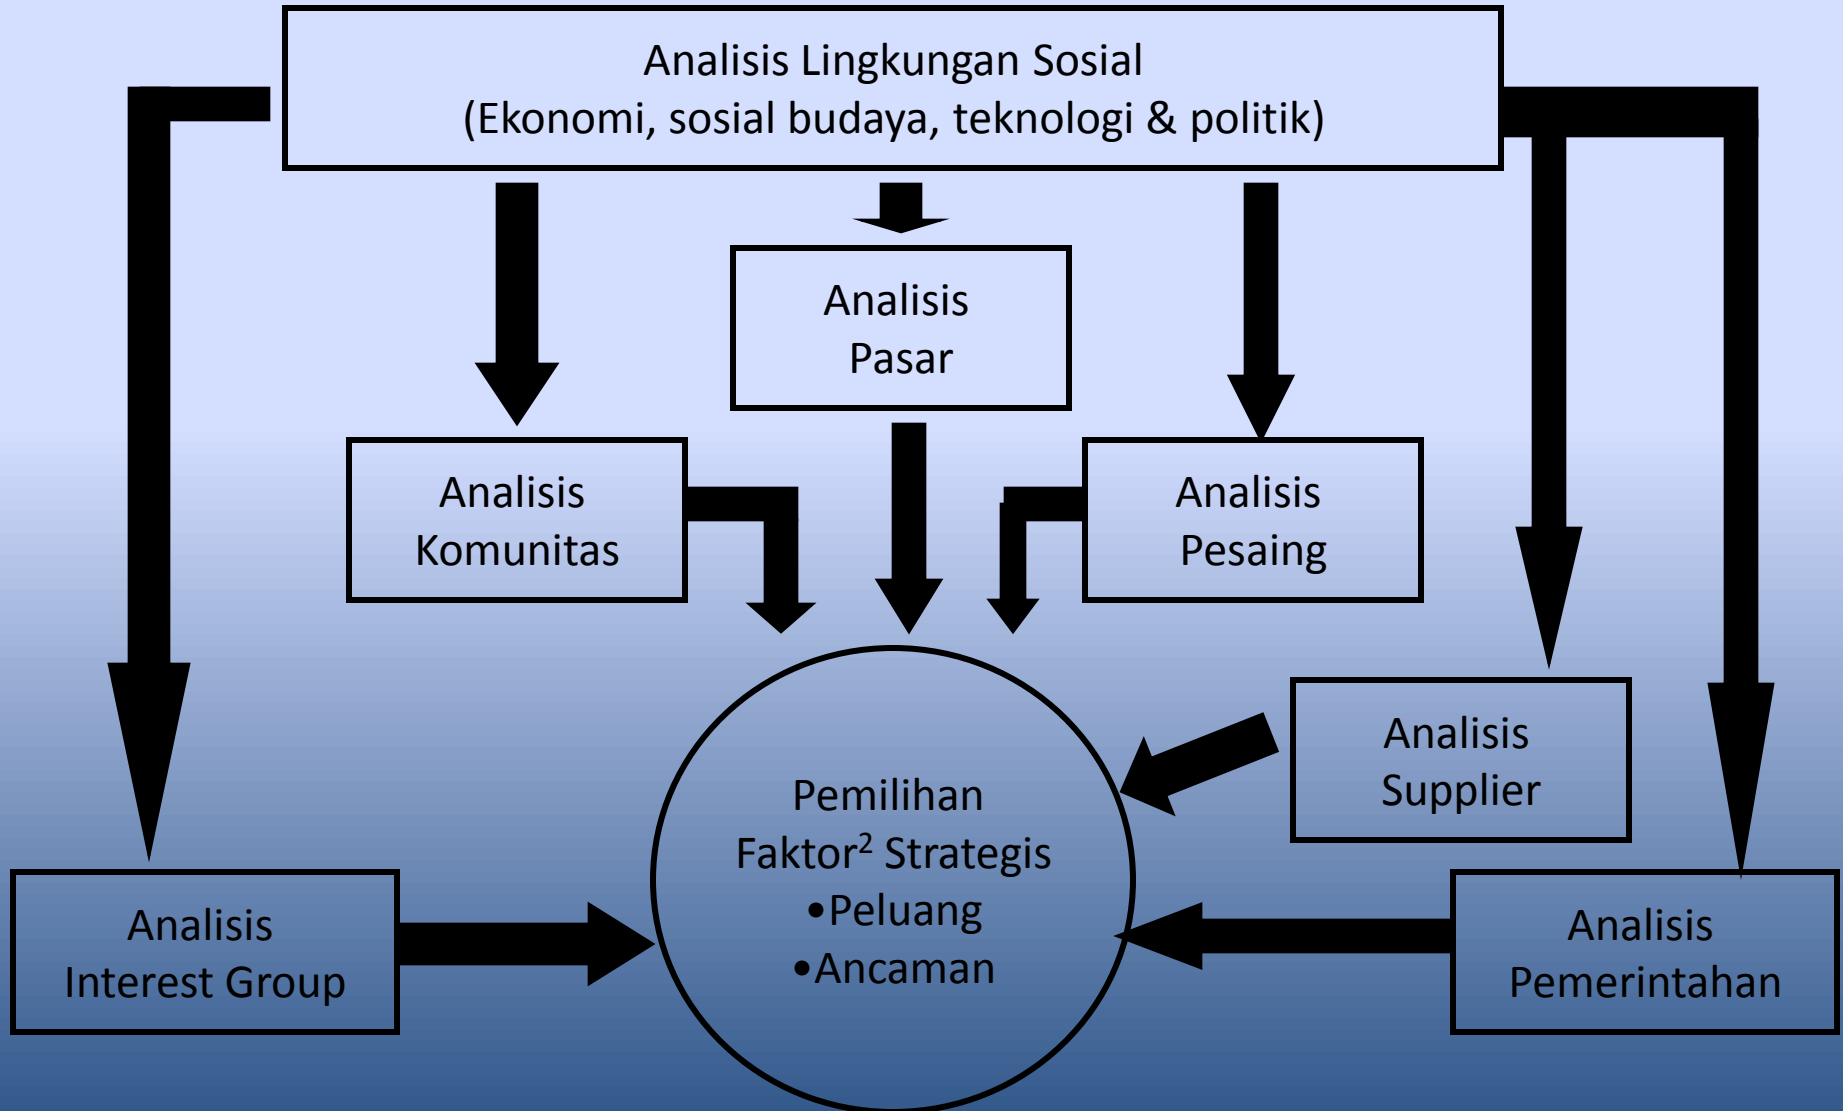 Analisis Lingkungan Sosial
(Ekonomi, sosial budaya, teknologi & politik)
Analisis
Pasar
Analisis
Komunitas
Analisis
Pesaing
Analisis
Supplier
Pemilihan
Faktor² Strategis
•Peluang
•Ancaman
Analisis
Interest Group
Analisis
Pemerintahan